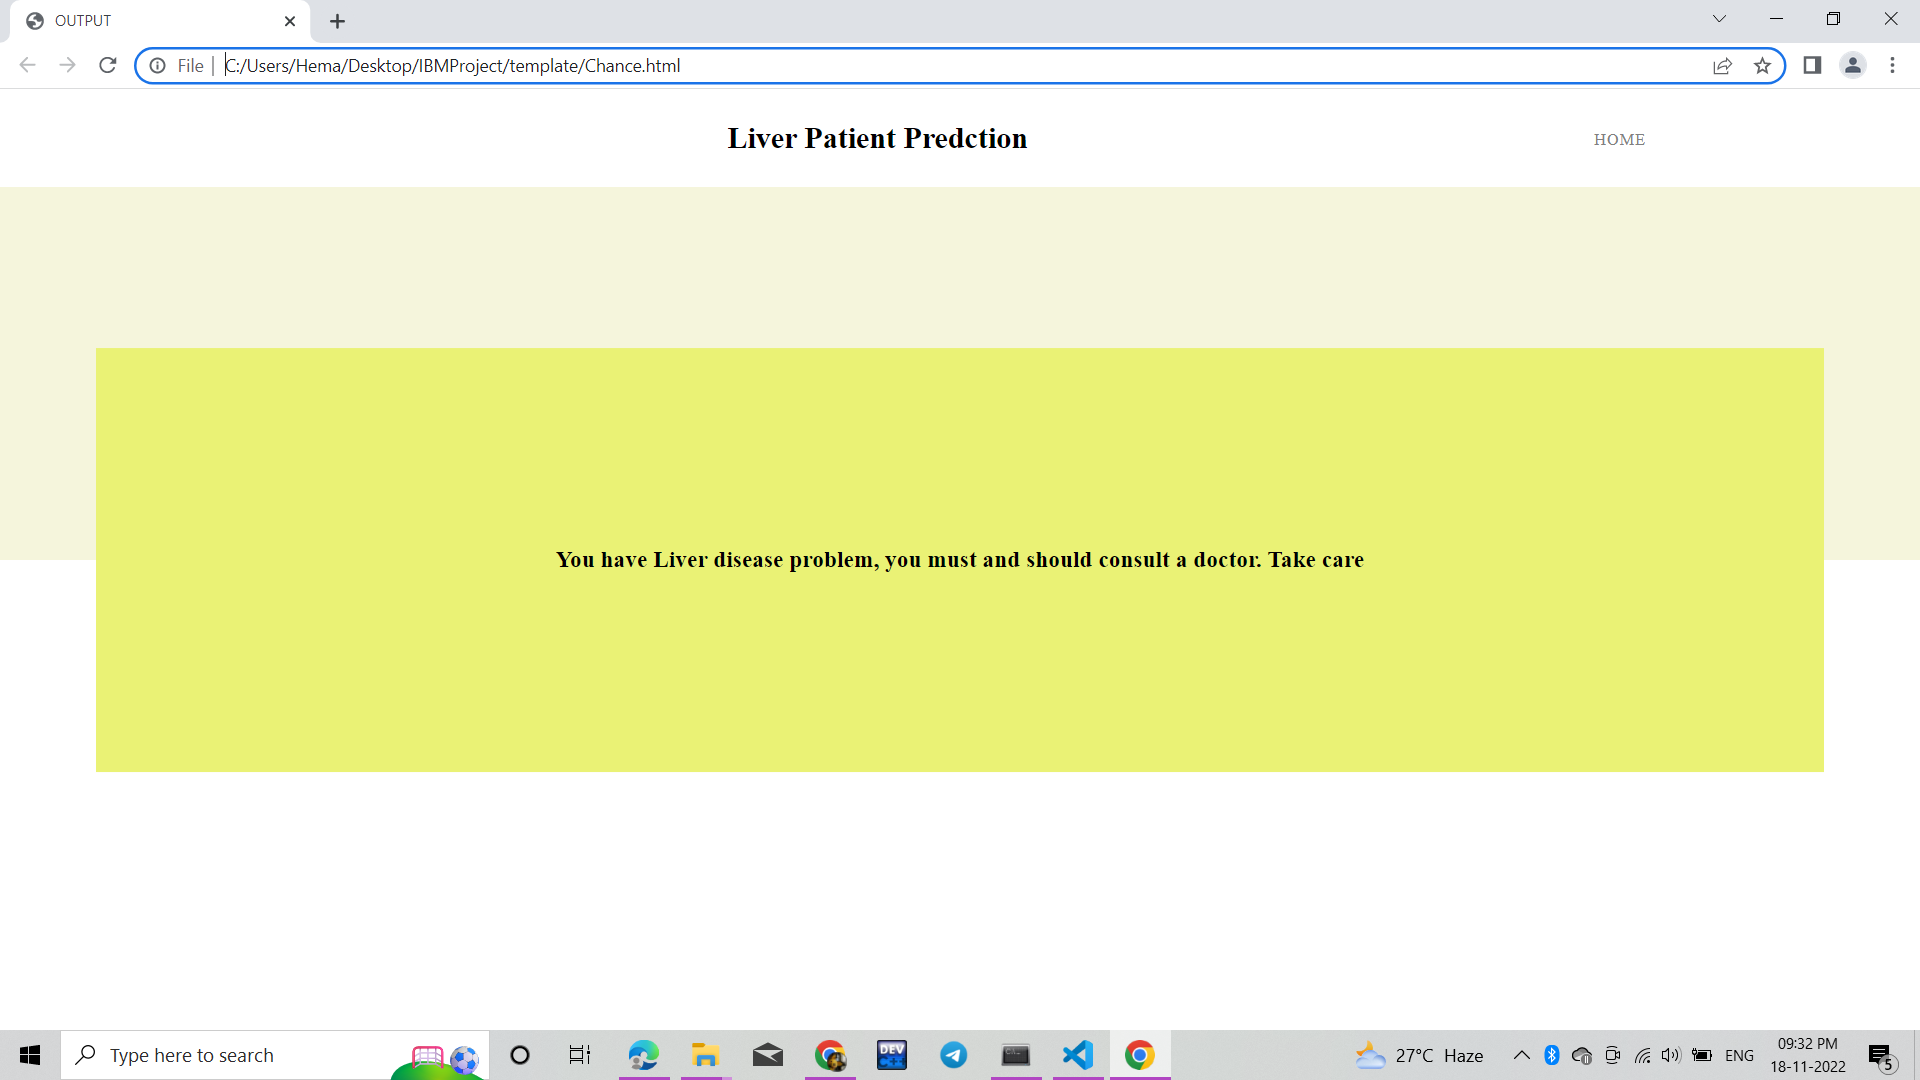 OUTPUT
File
C:/Users/Hema/Desktop/IBMProject/template/Chance.html
Liver Patient Predction
HOME
You have Liver disease problem, you must and should consult a doctor. Take care
Type here to search
DEV
C:\.
27°C Haze
ENG
09:32 PM
18-11-2022
5